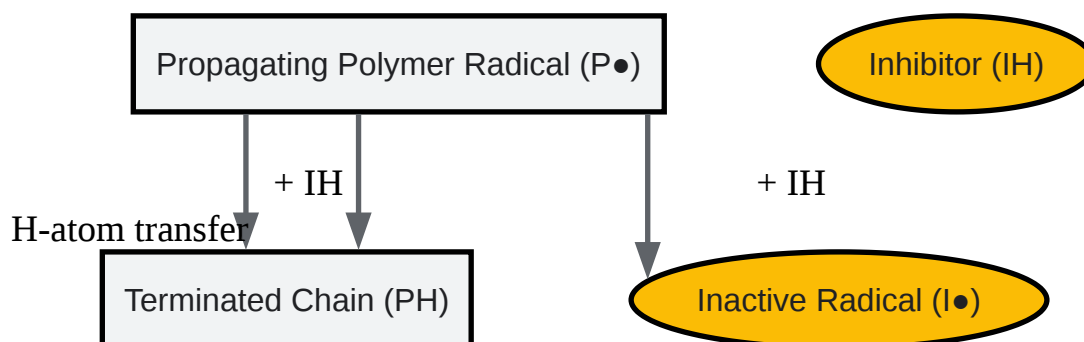 Propagating Polymer Radical (P●)
Inhibitor (IH)
+ IH
+ IH
H-atom transfer
Terminated Chain (PH)
Inactive Radical (I●)